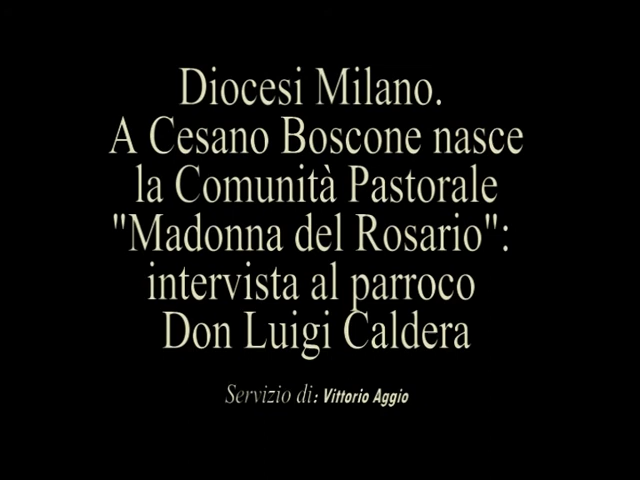 Diocesi Milano.
A Cesano Boscone nasce
la Comunità Pastorale
"Madonna del Rosario":
intervista al parroco
Don Luigi Caldera
Servizio di: Vittorio Aggio